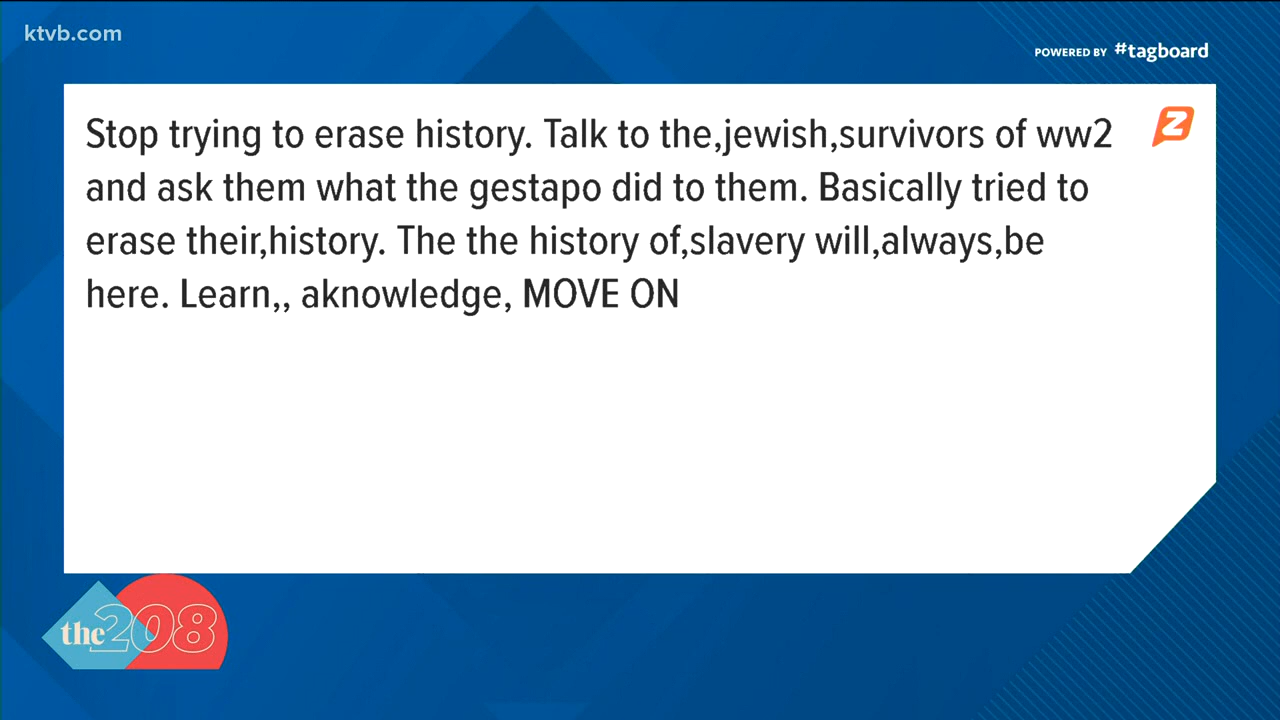 ktvb.com
POWERED BY #tagboard
Stop trying to erase history. Talk to the,jewish,survivors of ww2
and ask them what the gestapo did to them. Basically tried to
erase their,history. The the history of,slavery will,always,be
here. Learn,, aknowledge, MOVE ON
the 208